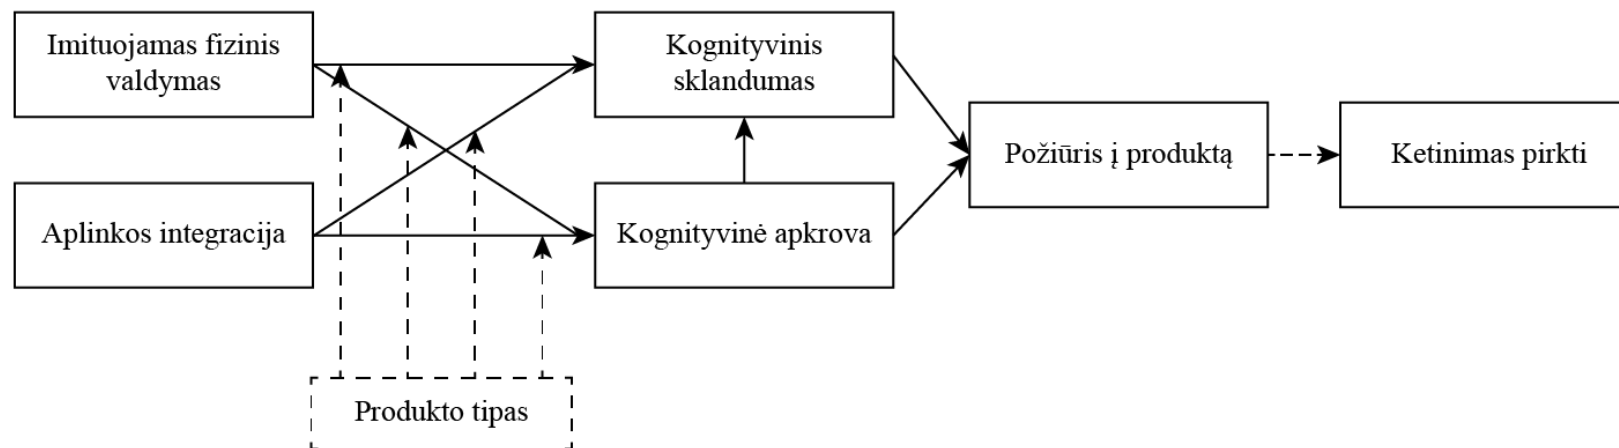 Imituojamas fizinis
valdymas
Kognityvinis
sklandumas
Požiūris į produktą
Ketinimas pirkti
Aplinkos integracija
Kognityvinė apkrova
Produkto tipas